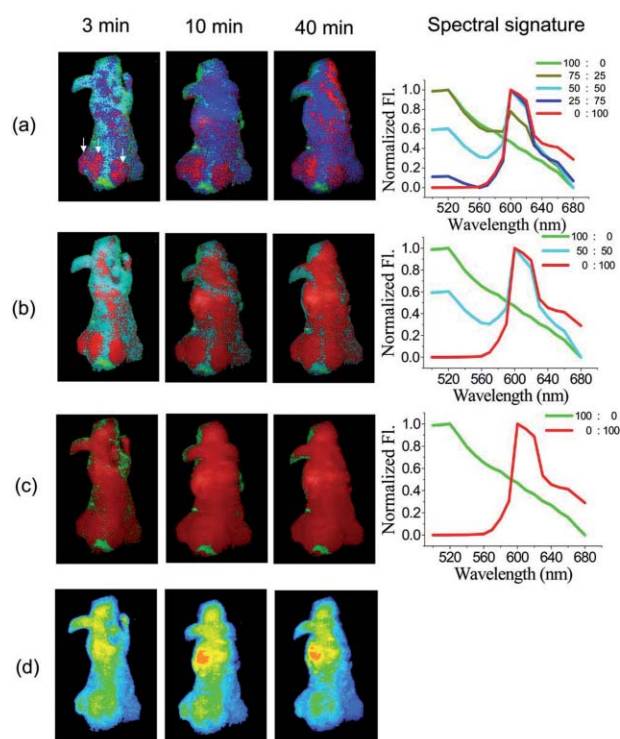 3 min 10 min 40 min Spectral signature
(a)
100 : 0
75 : 25
50 : 50
25 : 75
0 : 100
Normalized Fl.
1.0
0.8
0.6
0.4
0.2
0.0
520 560 600 640 680
Wavelength (nm)
(b)
100 : 0
50 : 50
0 : 100
Normalized Fl.
1.0
0.8
0.6
0.4
0.2
0.0
520 560 600 640 680
Wavelength (nm)
(c)
100 : 0
0 : 100
Normalized Fl.
1.0
0.8
0.6
0.4
0.2
0.0
520 560 600 640 680
Wavelength (nm)
(d)